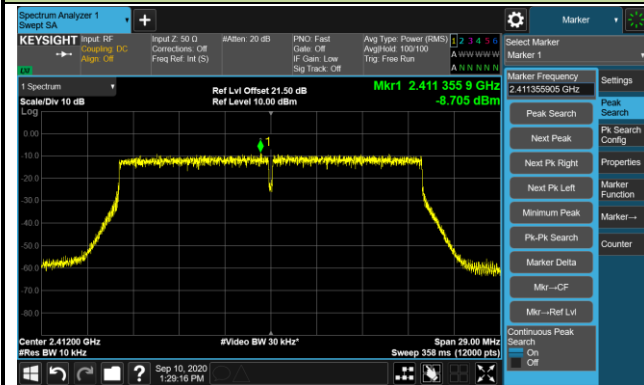 Spectrum Analyzer 1
Swept SA
Marker
KEYSIGHT Input: RF
Coupling: DC
Align: Off
Input Z: 50 Ω
Corrections: Off
Freq Ref: Int (S)
#Atten: 20 dB
PNO: Fast
Gate: Off
IF Gain: Low
Sig Track: Off
Avg Type: Power (RMS)
Avg|Hold: 100/100
Trig: Free Run
1 2 3 4 5 6
A W W W W W
A N N N N N
Select Marker
Marker 1
1 Spectrum
Scale/Div 10 dB
Log
Ref Lvl Offset 21.50 dB
Ref Level 10.00 dBm
Mkr1 2.411 355 9 GHz
-8.705 dBm
Marker Frequency
2.411355905 GHz
Peak Search
Next Peak
Next Pk Right
Next Pk Left
Minimum Peak
Pk-Pk Search
Marker Delta
Mkr→CF
Mkr→Ref Lvl
Continuous Peak
Search
On
Off
Settings
Peak
Search
Pk Search
Config
Properties
Marker
Function
Marker→
Counter
1
0.00
-10.0
-20.0
-30.0
-40.0
-50.0
-60.0
-70.0
-80.0
Center 2.41200 GHz
#Res BW 10 kHz
#Video BW 30 kHz*
Span 29.00 MHz
Sweep 358 ms (12000 pts)
Sep 10, 2020
1:29:16 PM